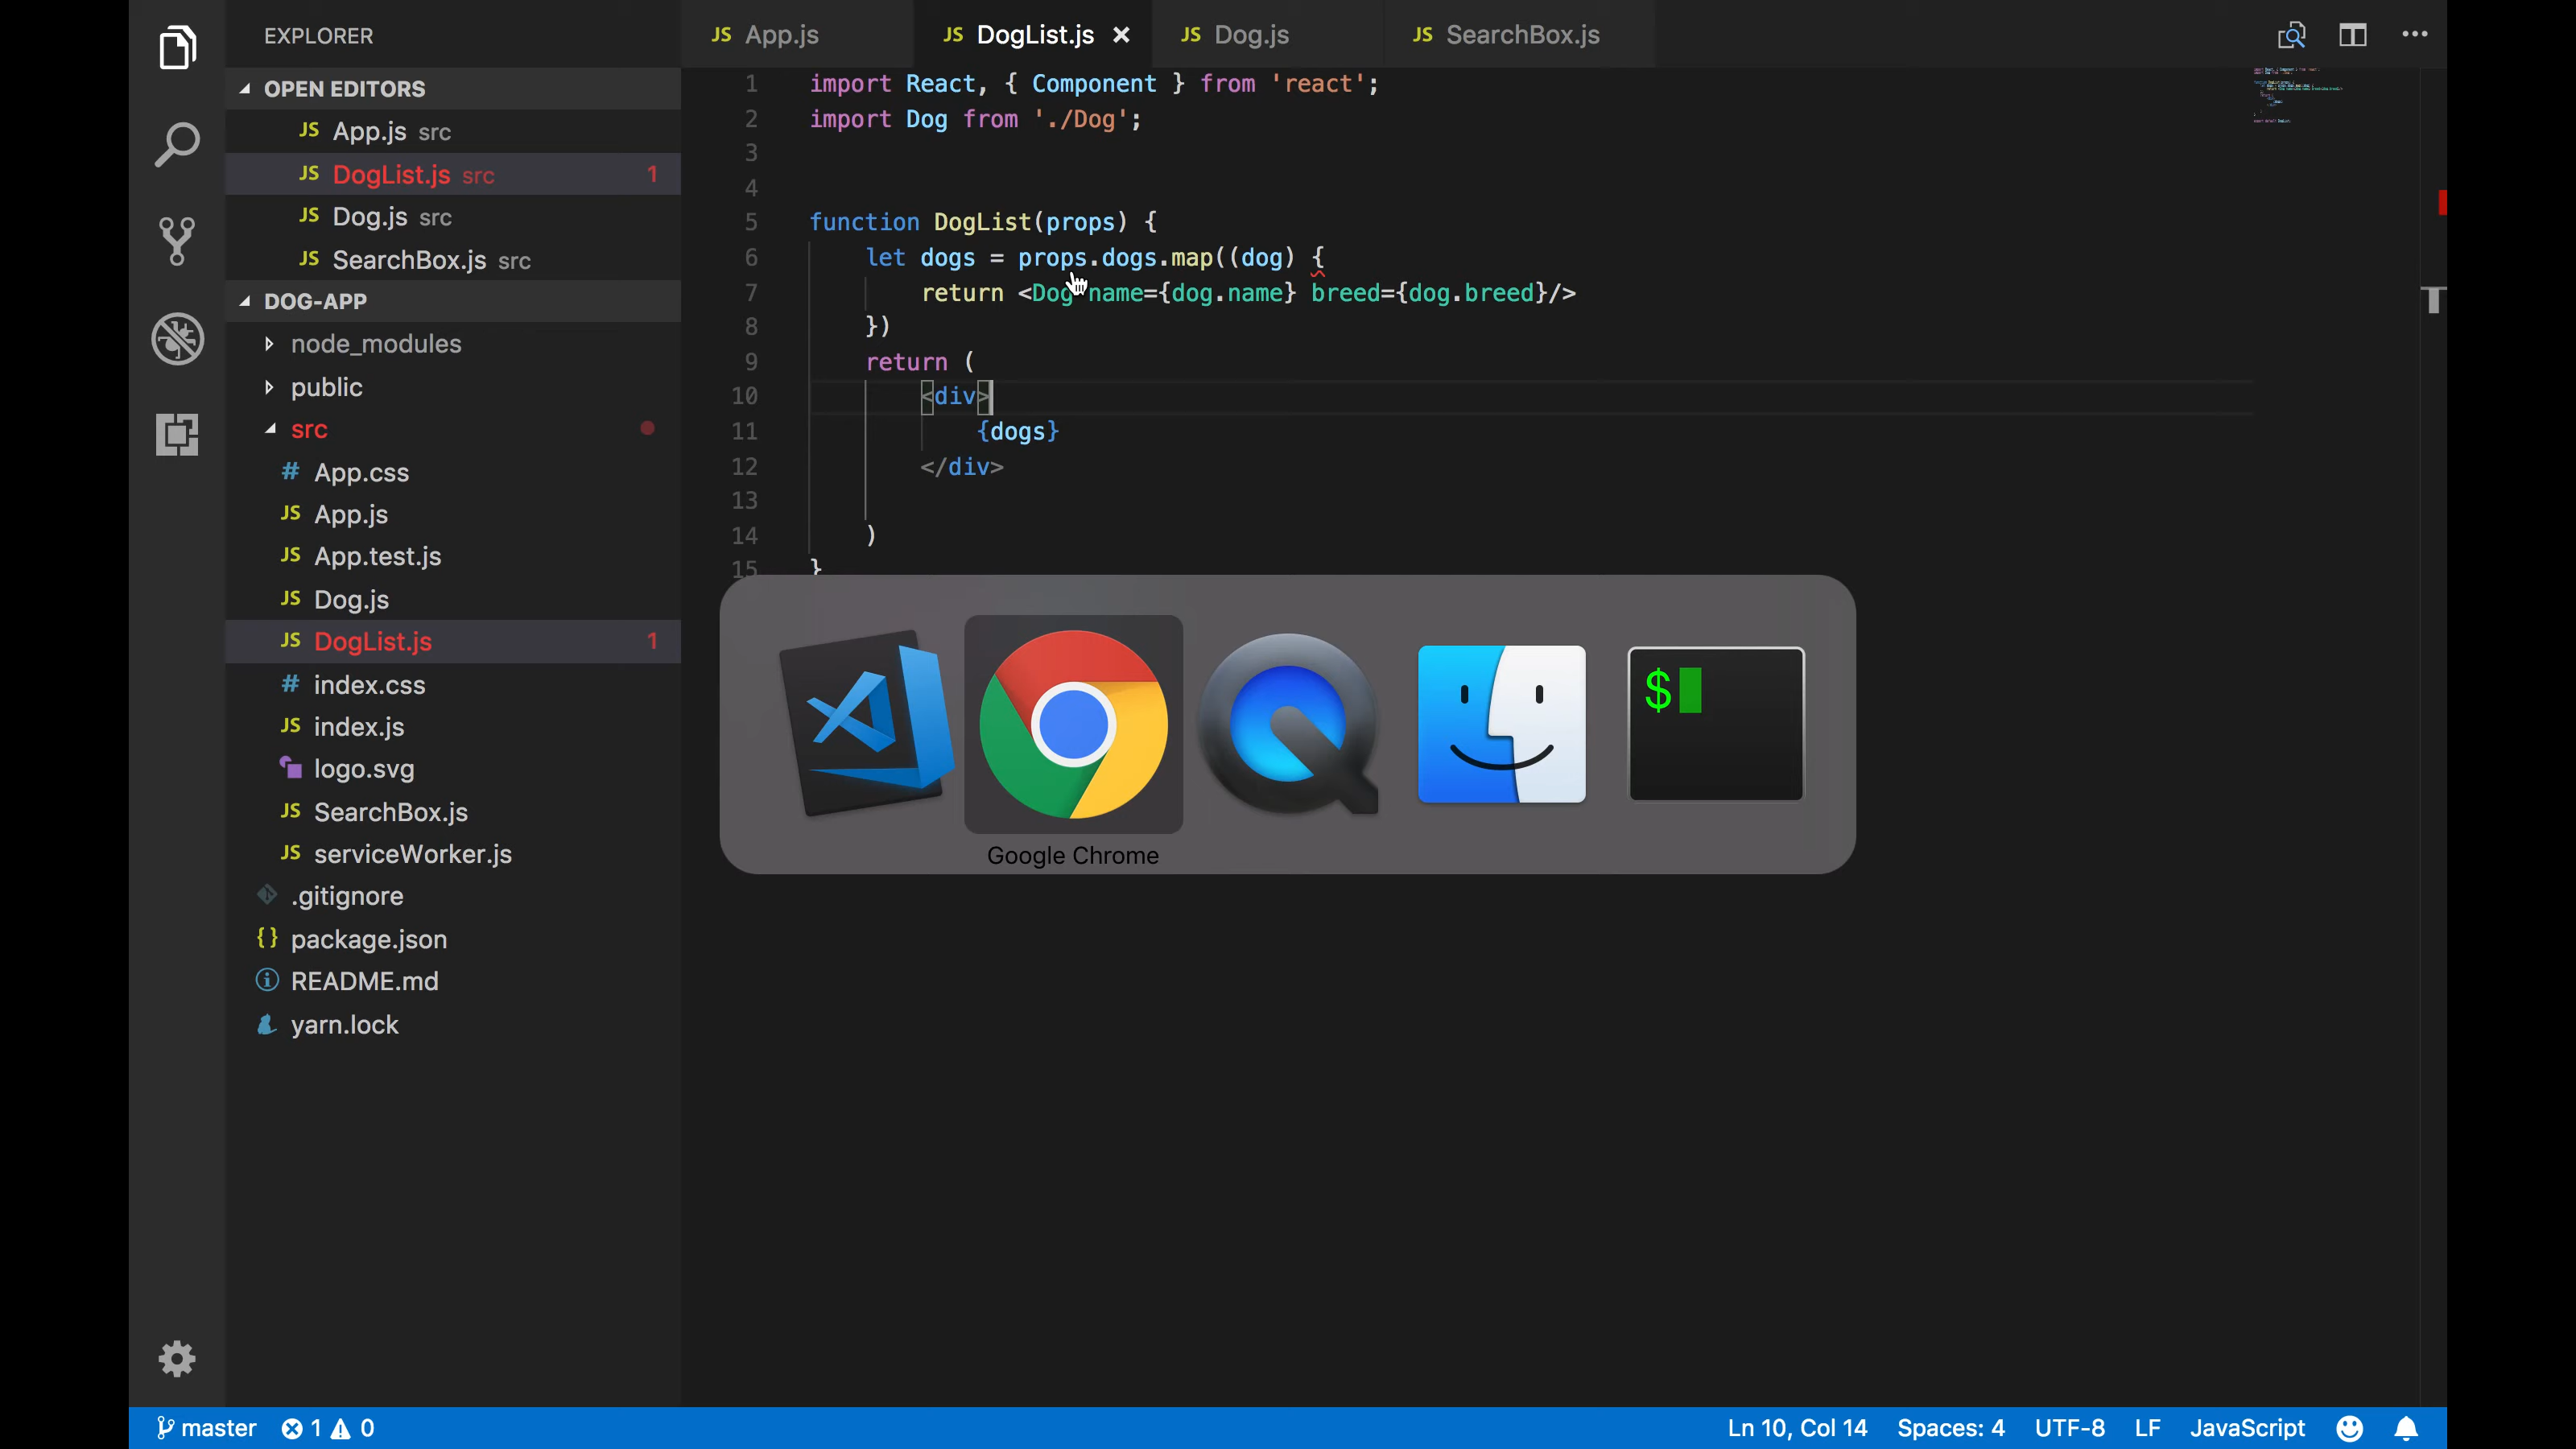 EXPLORER
OPEN EDITORS
JS App.js src
JS DogList.js src 1
JS Dog.js src
JS SearchBox.js src
DOG-APP
node_modules
public
src
# App.css
JS App.js
JS App.test.js
JS Dog.js
JS DogList.js 1
# index.css
JS index.js
logo.svg
JS SearchBox.js
JS serviceWorker.js
.gitignore
{} package.json
README.md
yarn.lock
JS App.js JS DogList.js × JS Dog.js JS SearchBox.js
1 import React, { Component } from 'react';
2 import Dog from './Dog';
3
4
5 function DogList(props) {
6 let dogs = props.dogs.map((dog) {
7 return <Dog name={dog.name} breed={dog.breed}/>
8 })
9 return (
10 <div>
11 {dogs}
12 </div>
13
14 )
15 }
$
Google Chrome
master 1 0 Ln 10, Col 14 Spaces: 4 UTF-8 LF JavaScript